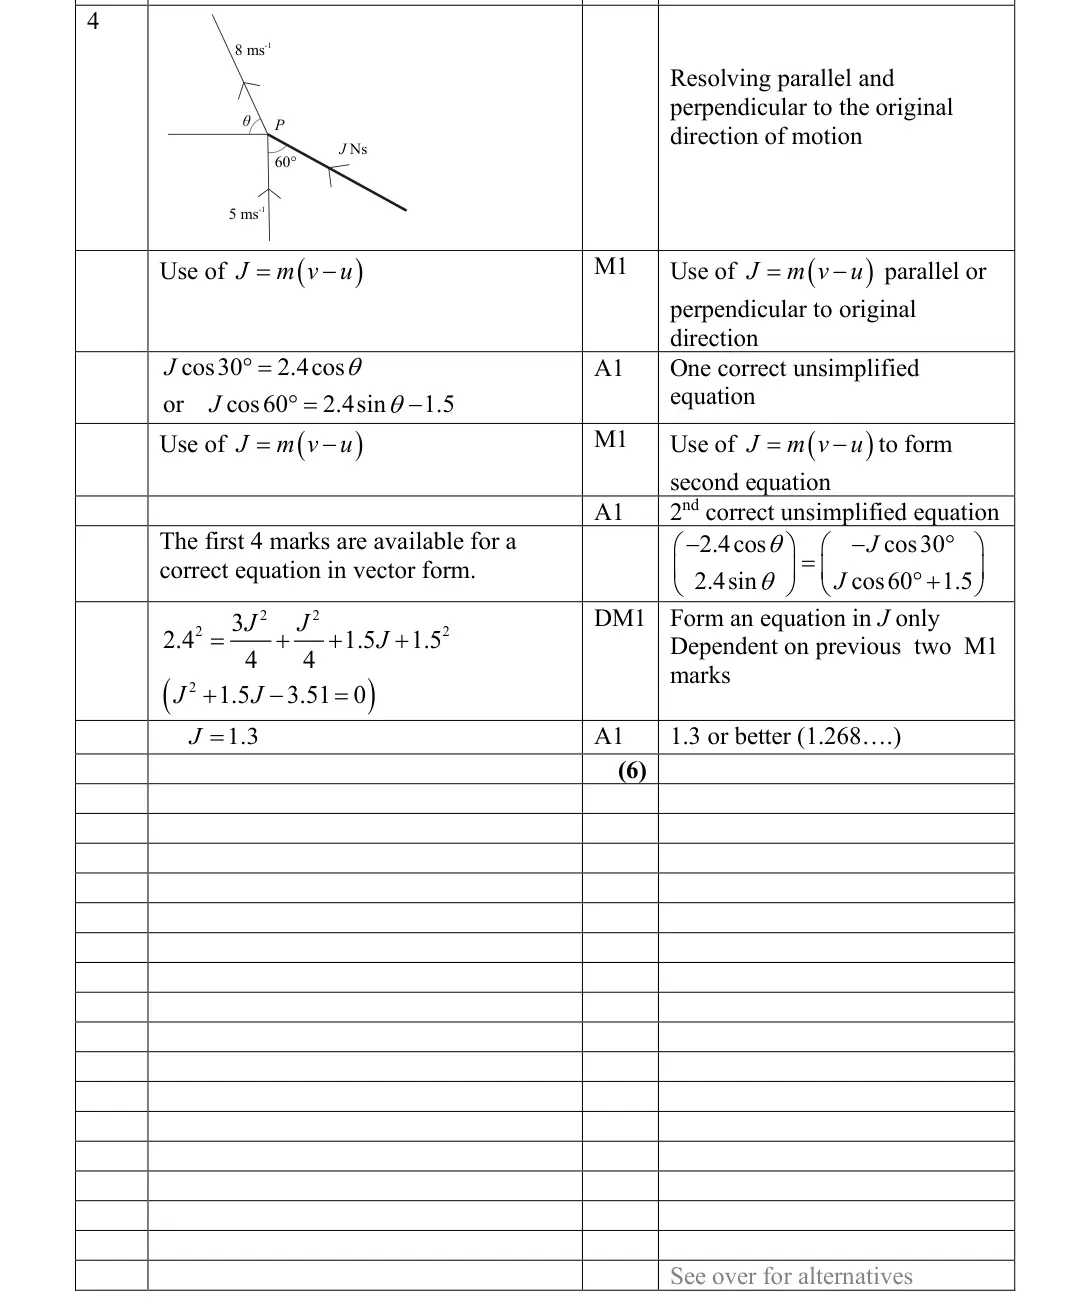 4
8 ms⁻¹
θ
P
J Ns
60°
5 ms⁻¹
Resolving parallel and
perpendicular to the original
direction of motion
Use of J = m(v − u)
M1
Use of J = m(v − u) parallel or
perpendicular to original
direction
J cos 30° = 2.4 cos θ
or J cos 60° = 2.4 sin θ − 1.5
A1
One correct unsimplified
equation
Use of J = m(v − u)
M1
Use of J = m(v − u) to form
second equation
A1
2nd correct unsimplified equation
The first 4 marks are available for a
correct equation in vector form.
(−2.4 cos θ / 2.4 sin θ) = (−J cos 30° / J cos 60° + 1.5)
2.4² = 3J²/4 + J²/4 + 1.5J + 1.5²
(J² + 1.5J − 3.51 = 0)
DM1
Form an equation in J only
Dependent on previous two M1
marks
J = 1.3
A1
1.3 or better (1.268….)
(6)
See over for alternatives